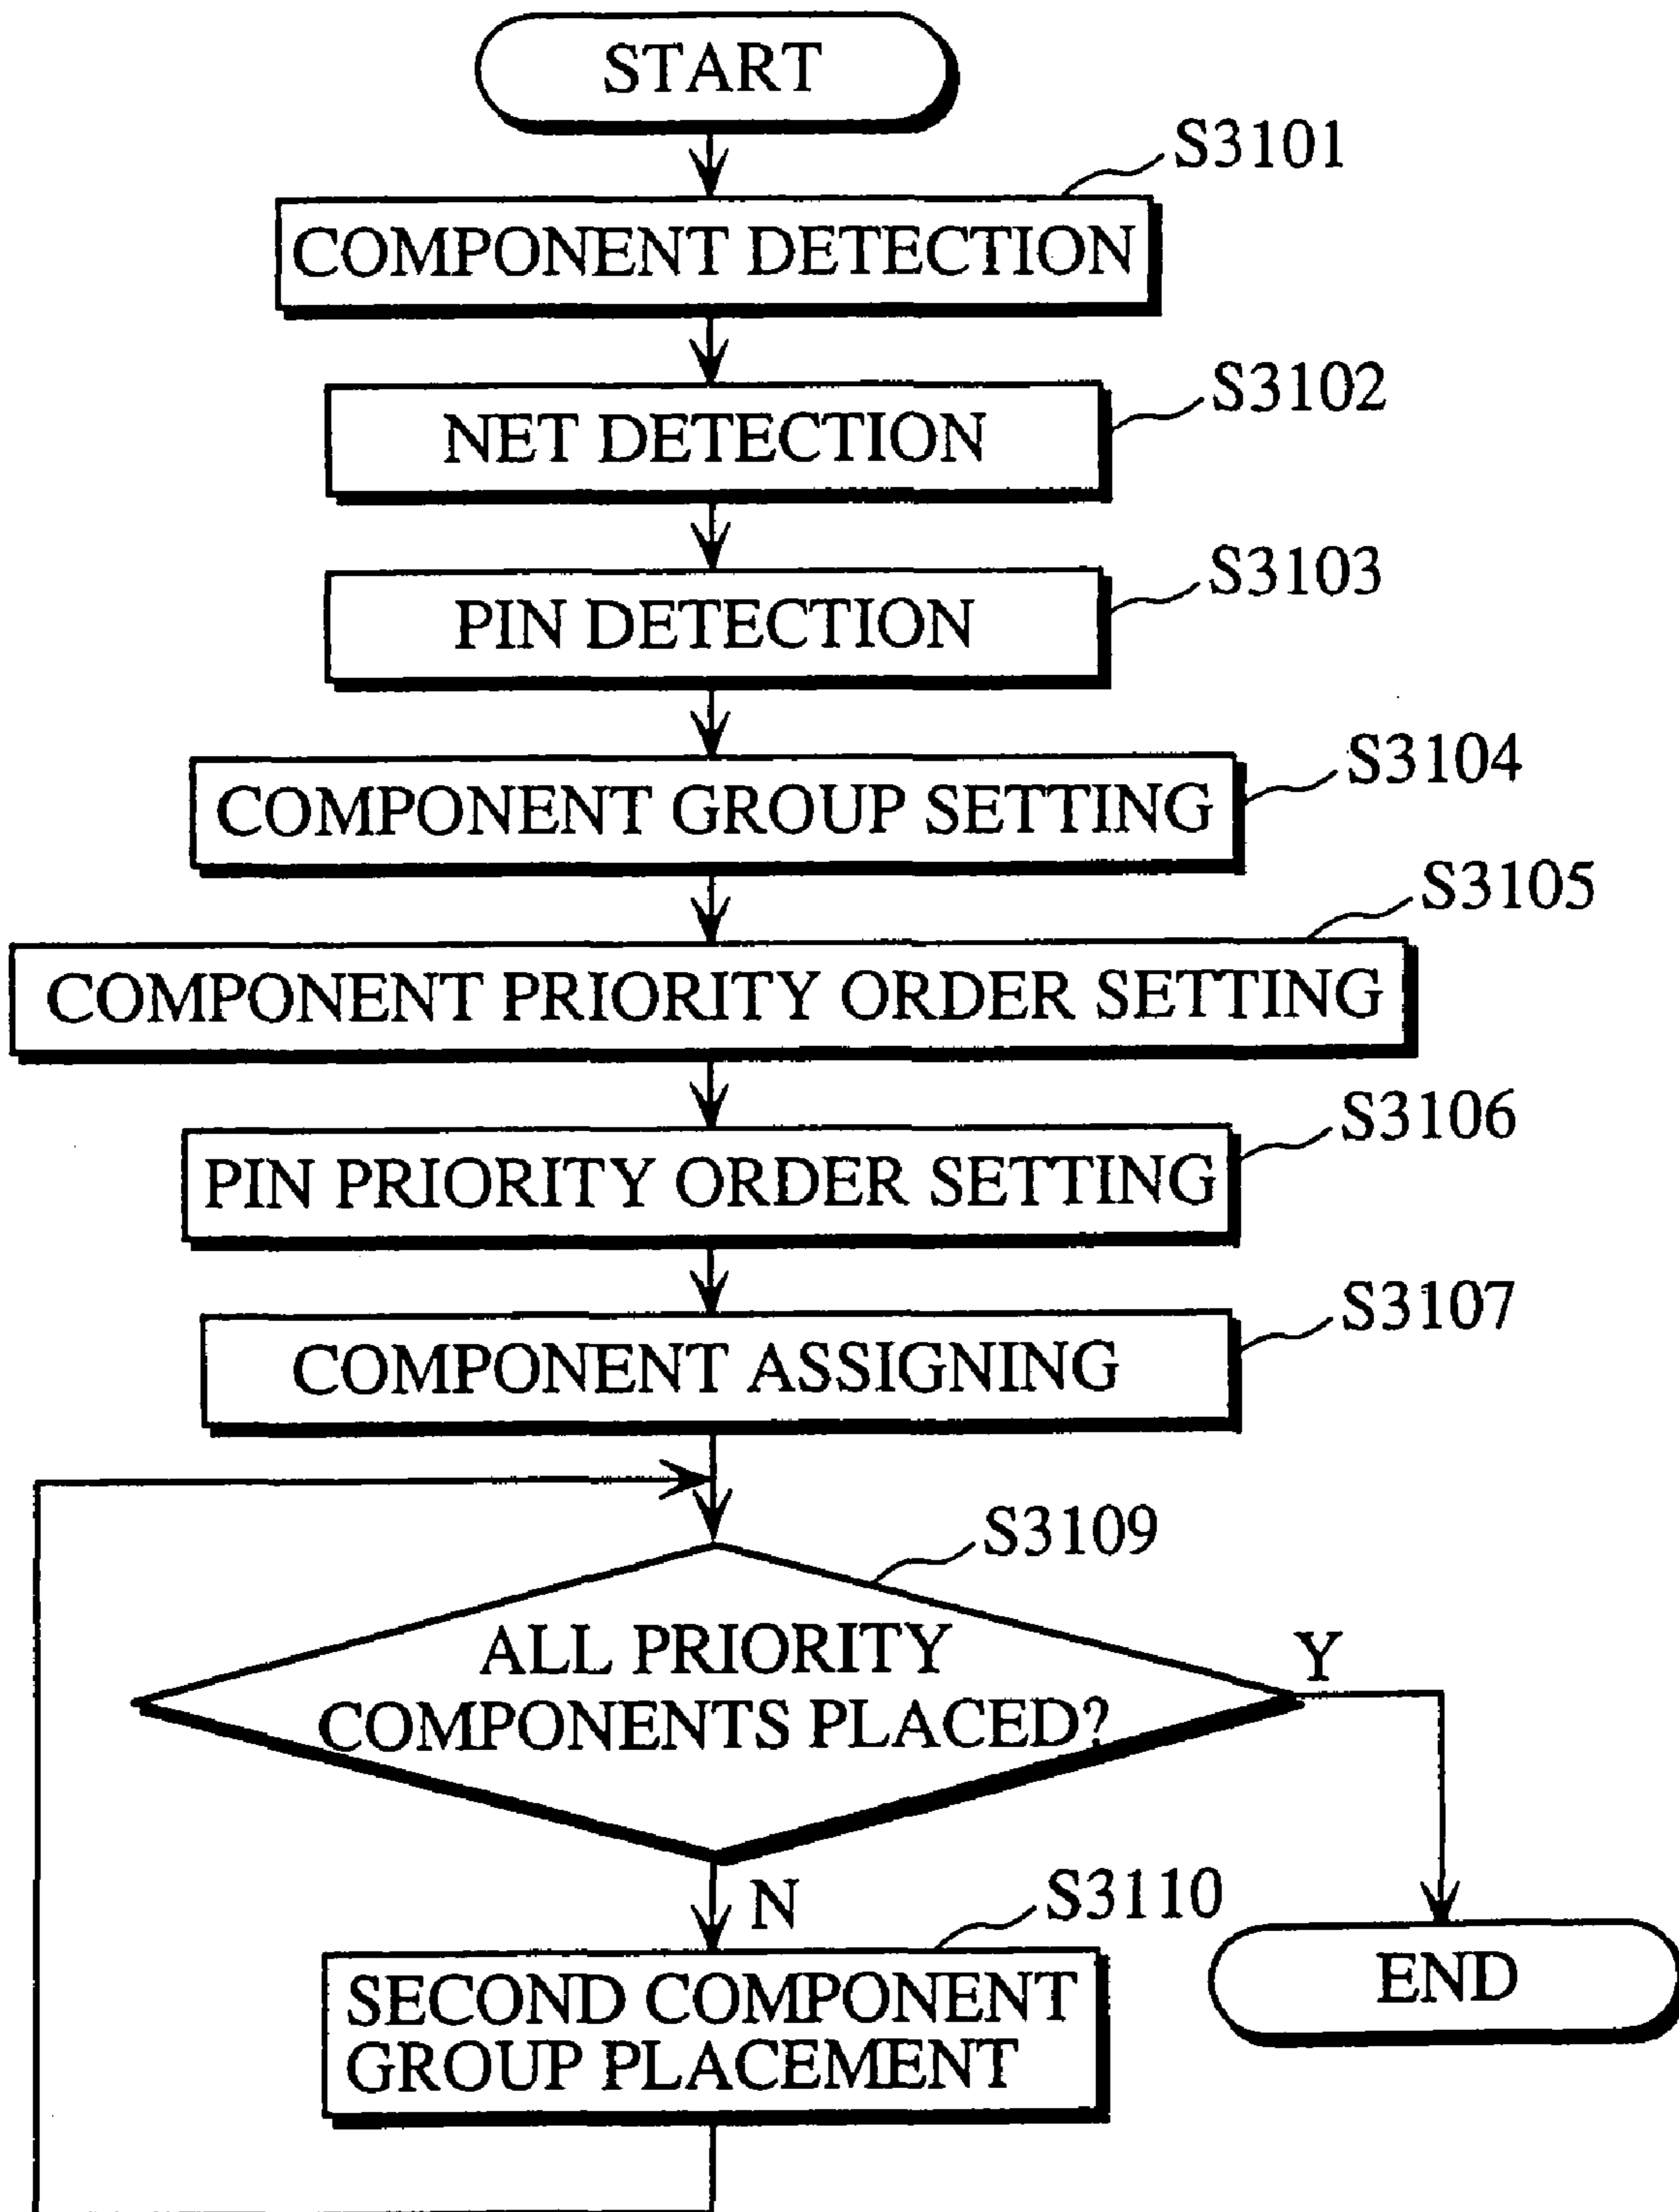 START
S3101
COMPONENT DETECTION
S3102
NET DETECTION
S3103
PIN DETECTION
S3104
COMPONENT GROUP SETTING
S3105
COMPONENT PRIORITY ORDER SETTING
S3106
PIN PRIORITY ORDER SETTING
S3107
COMPONENT ASSIGNING
S3109
ALL PRIORITY
COMPONENTS PLACED?
Y
N
S3110
SECOND COMPONENT
GROUP PLACEMENT
END